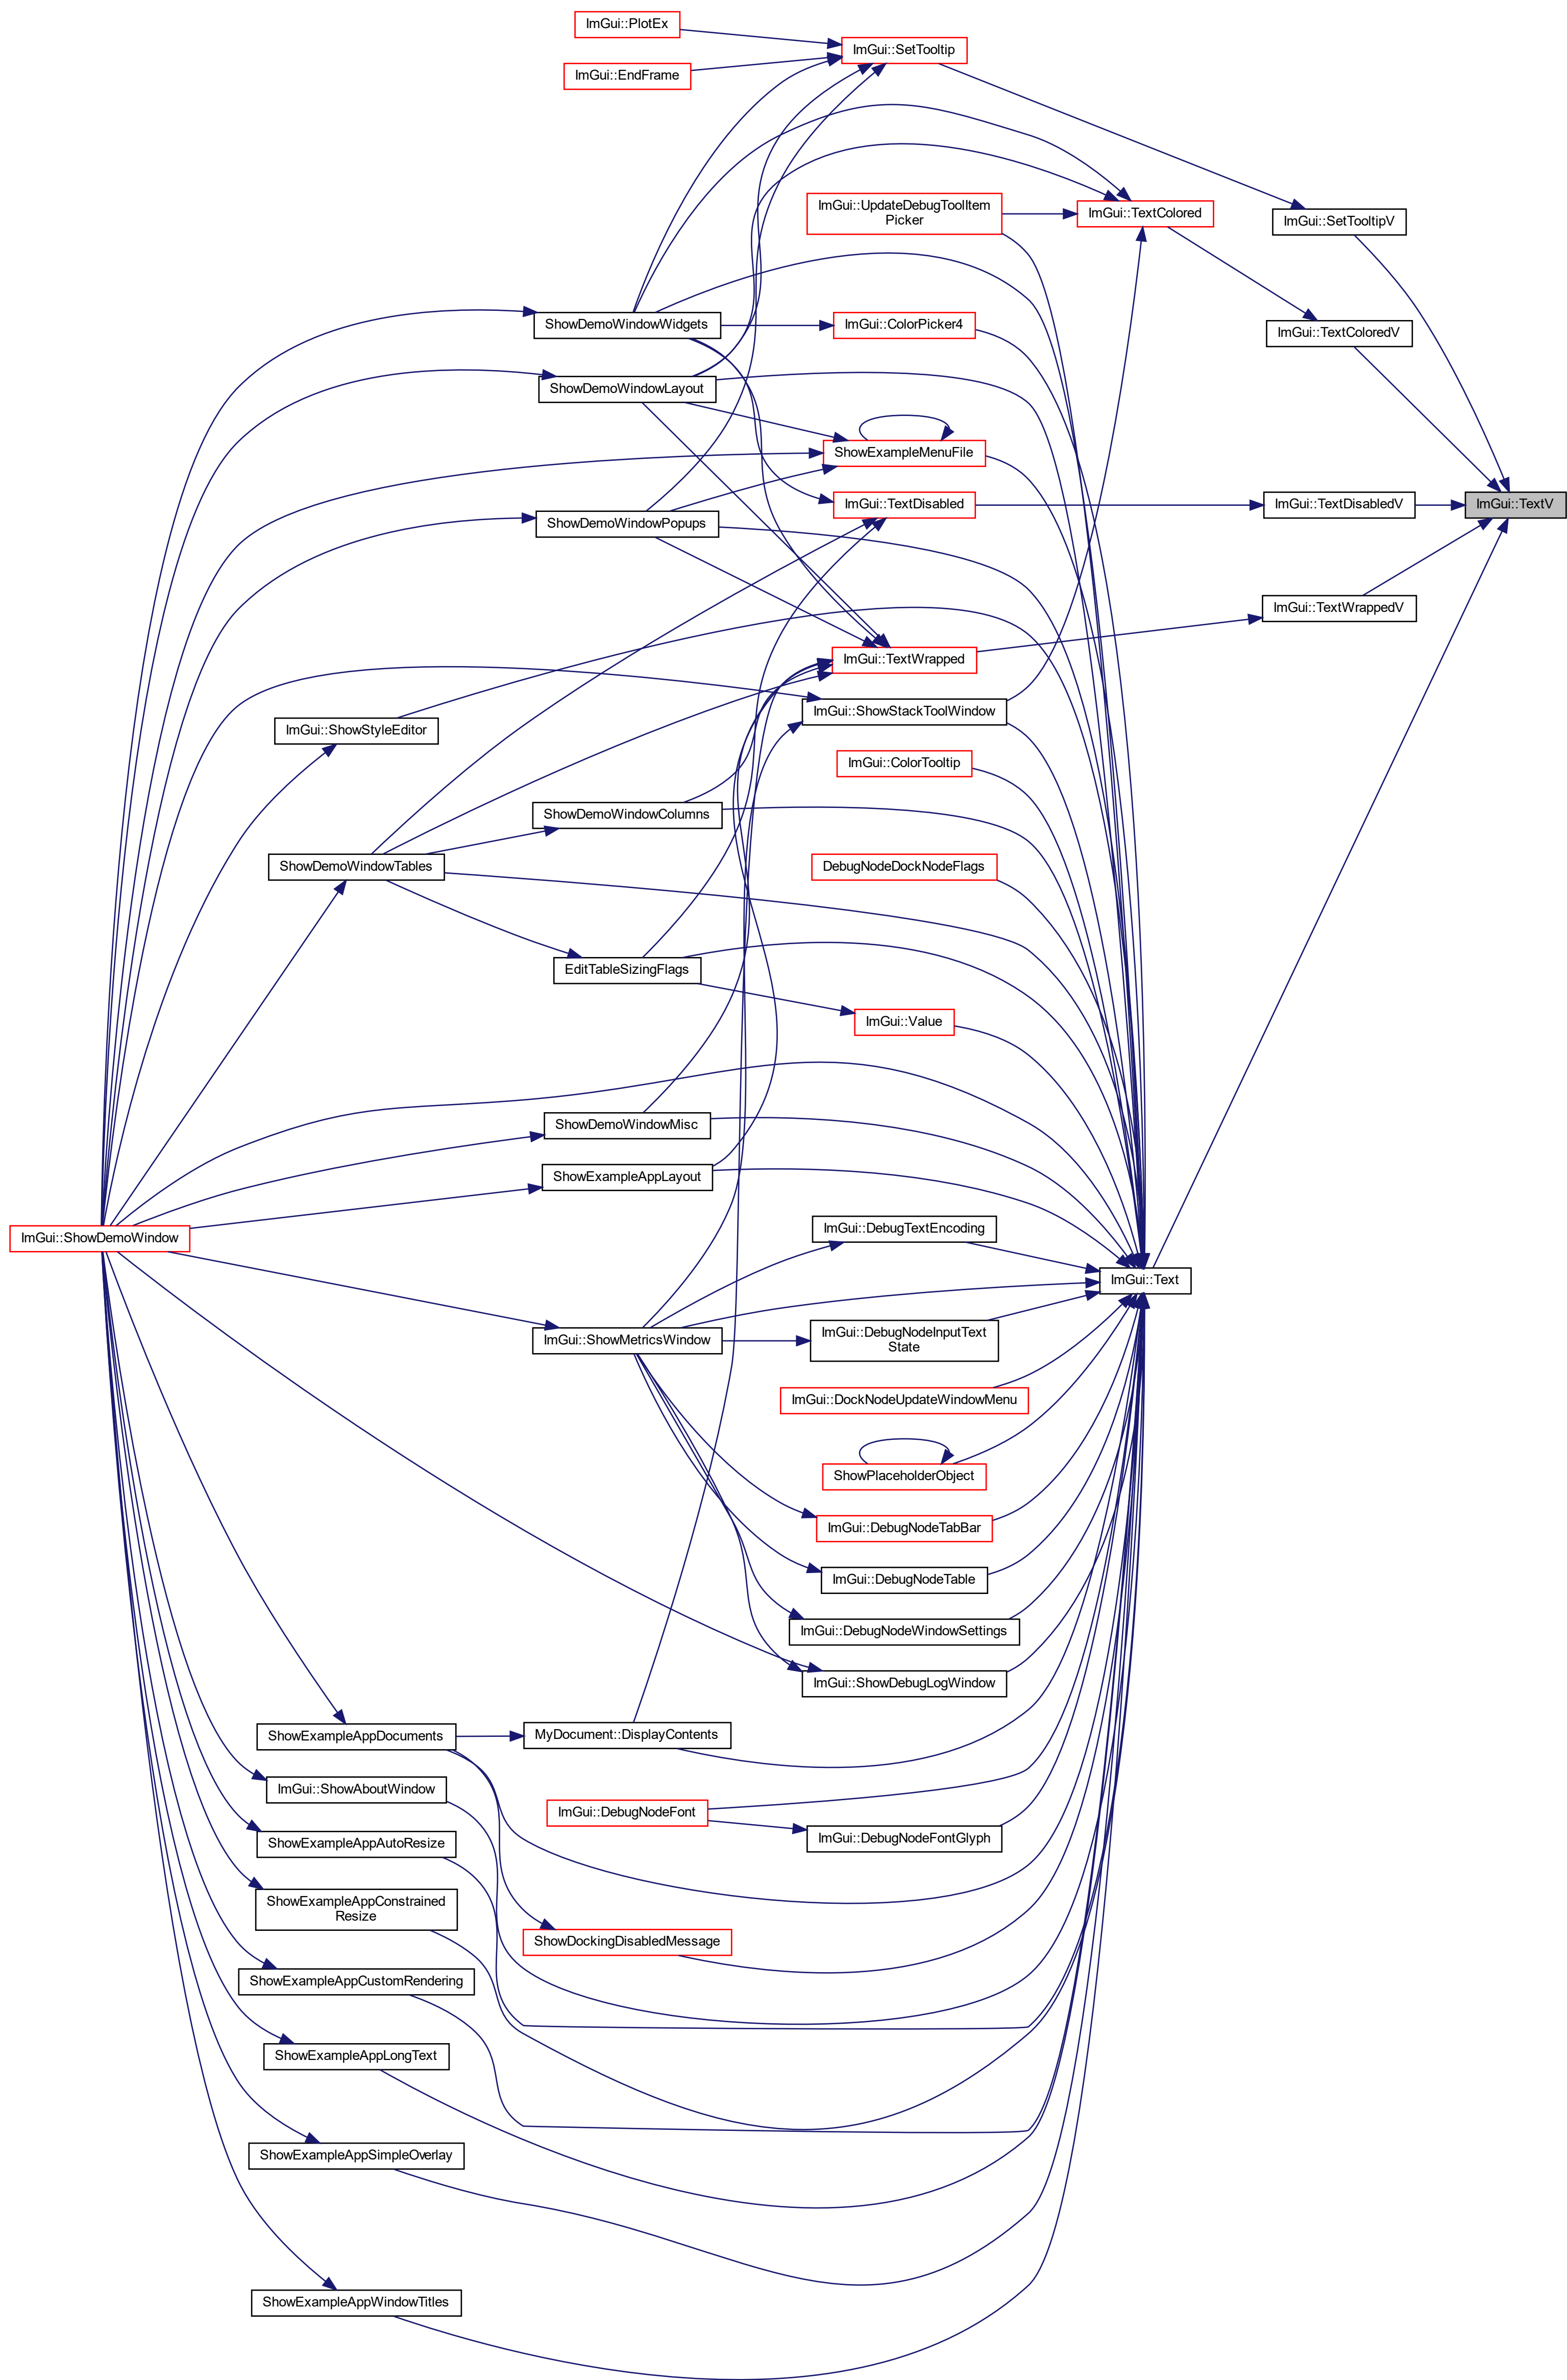 ImGui::PlotEx
ImGui::SetTooltip
ImGui::EndFrame
ImGui::UpdateDebugToolItem
Picker
ImGui::TextColored
ImGui::SetTooltipV
ShowDemoWindowWidgets
ImGui::ColorPicker4
ImGui::TextColoredV
ShowDemoWindowLayout
ShowExampleMenuFile
ImGui::TextDisabled
ImGui::TextDisabledV
ImGui::TextV
ShowDemoWindowPopups
ImGui::TextWrappedV
ImGui::TextWrapped
ImGui::ShowStackToolWindow
ImGui::ShowStyleEditor
ImGui::ColorTooltip
ShowDemoWindowColumns
ShowDemoWindowTables
DebugNodeDockNodeFlags
EditTableSizingFlags
ImGui::Value
ShowDemoWindowMisc
ShowExampleAppLayout
ImGui::DebugTextEncoding
ImGui::ShowDemoWindow
ImGui::Text
ImGui::ShowMetricsWindow
ImGui::DebugNodeInputText
State
ImGui::DockNodeUpdateWindowMenu
ShowPlaceholderObject
ImGui::DebugNodeTabBar
ImGui::DebugNodeTable
ImGui::DebugNodeWindowSettings
ImGui::ShowDebugLogWindow
ShowExampleAppDocuments
MyDocument::DisplayContents
ImGui::ShowAboutWindow
ImGui::DebugNodeFont
ImGui::DebugNodeFontGlyph
ShowExampleAppAutoResize
ShowExampleAppConstrained
Resize
ShowDockingDisabledMessage
ShowExampleAppCustomRendering
ShowExampleAppLongText
ShowExampleAppSimpleOverlay
ShowExampleAppWindowTitles